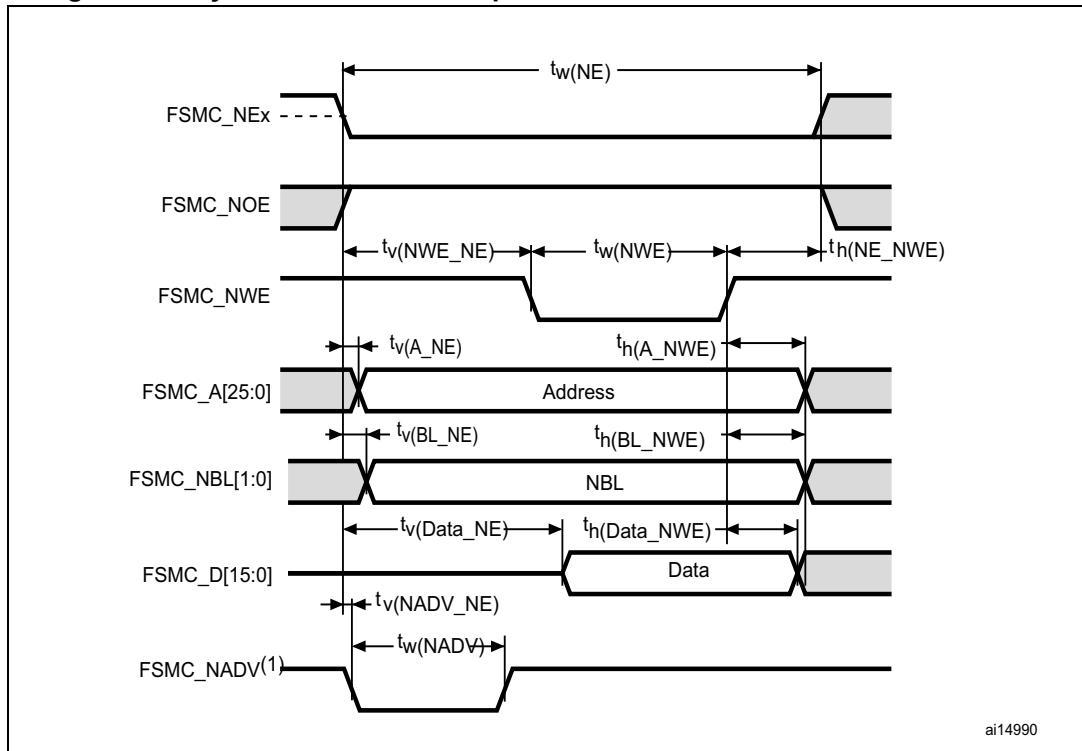 tw(NE)
FSMC_NEx
FSMC_NOE
tv(NWE_NE) tw(NWE) th(NE_NWE)
FSMC_NWE
tv(A_NE) th(A_NWE)
FSMC_A[25:0] Address
tv(BL_NE) th(BL_NWE)
FSMC_NBL[1:0] NBL
tv(Data_NE) th(Data_NWE)
FSMC_D[15:0] Data
tv(NADV_NE)
tw(NADV)
FSMC_NADV(1)
ai14990